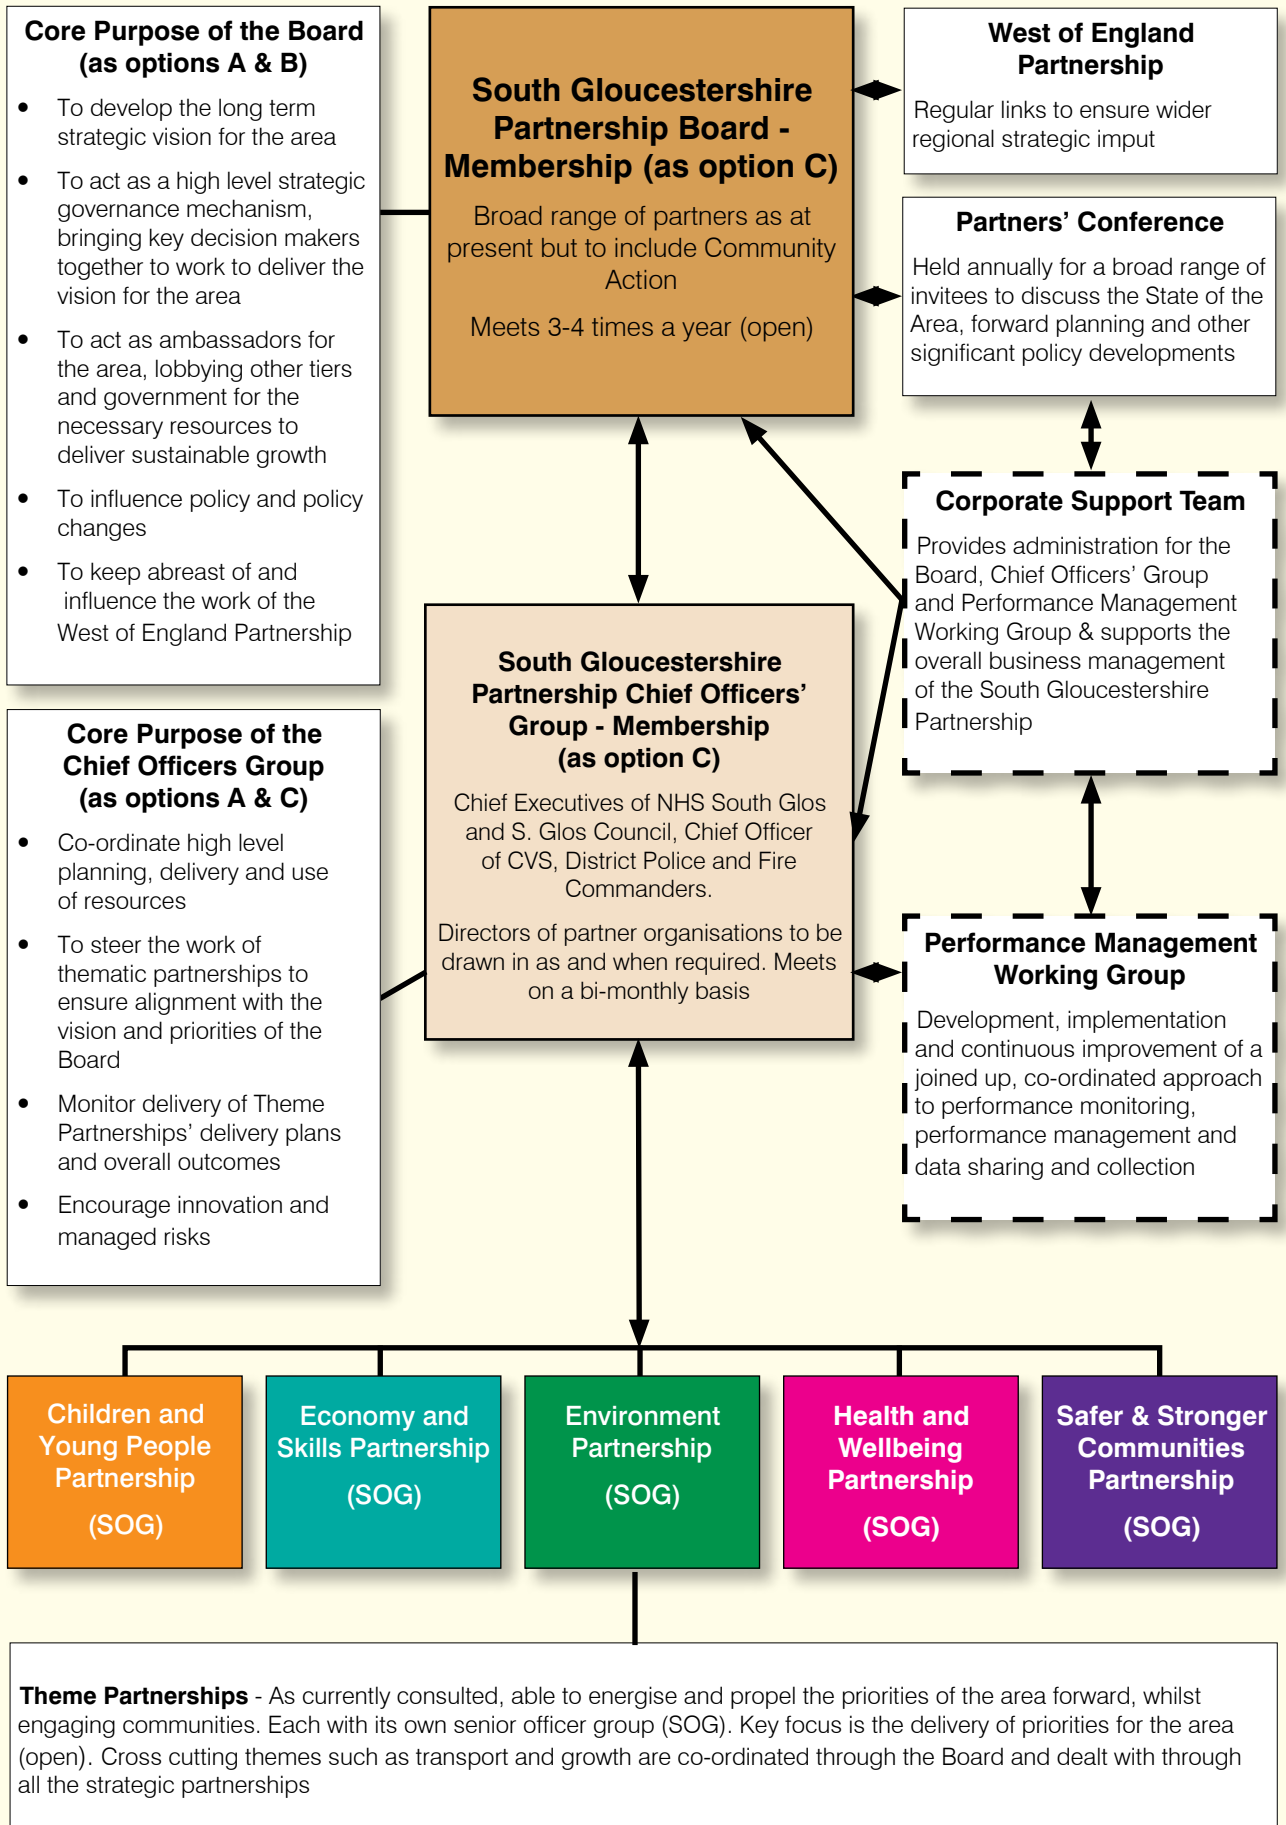 Core Purpose of the Board
(as options A & B)
• To develop the long term
strategic vision for the area
• To act as a high level strategic
governance mechanism,
bringing key decision makers
together to work to deliver the
vision for the area
• To act as ambassadors for
the area, lobbying other tiers
and government for the
necessary resources to
deliver sustainable growth
• To influence policy and policy
changes
• To keep abreast of and
influence the work of the
West of England Partnership
South Gloucestershire
Partnership Board -
Membership (as option C)
Broad range of partners as at
present but to include Community
Action
Meets 3-4 times a year (open)
West of England
Partnership
Regular links to ensure wider
regional strategic imput
Partners’ Conference
Held annually for a broad range of
invitees to discuss the State of the
Area, forward planning and other
significant policy developments
Corporate Support Team
Provides administration for the
Board, Chief Officers’ Group
and Performance Management
Working Group & supports the
overall business management
of the South Gloucestershire
Partnership
Core Purpose of the
Chief Officers Group
(as options A & C)
• Co-ordinate high level
planning, delivery and use
of resources
• To steer the work of
thematic partnerships to
ensure alignment with the
vision and priorities of the
Board
• Monitor delivery of Theme
Partnerships’ delivery plans
and overall outcomes
• Encourage innovation and
managed risks
South Gloucestershire
Partnership Chief Officers’
Group - Membership
(as option C)
Chief Executives of NHS South Glos
and S. Glos Council, Chief Officer
of CVS, District Police and Fire
Commanders.
Directors of partner organisations to be
drawn in as and when required. Meets
on a bi-monthly basis
Performance Management
Working Group
Development, implementation
and continuous improvement of a
joined up, co-ordinated approach
to performance monitoring,
performance management and
data sharing and collection
Children and
Young People
Partnership
(SOG)
Economy and
Skills Partnership
(SOG)
Environment
Partnership
(SOG)
Health and
Wellbeing
Partnership
(SOG)
Safer & Stronger
Communities
Partnership
(SOG)
Theme Partnerships - As currently consulted, able to energise and propel the priorities of the area forward, whilst
engaging communities. Each with its own senior officer group (SOG). Key focus is the delivery of priorities for the area
(open). Cross cutting themes such as transport and growth are co-ordinated through the Board and dealt with through
all the strategic partnerships